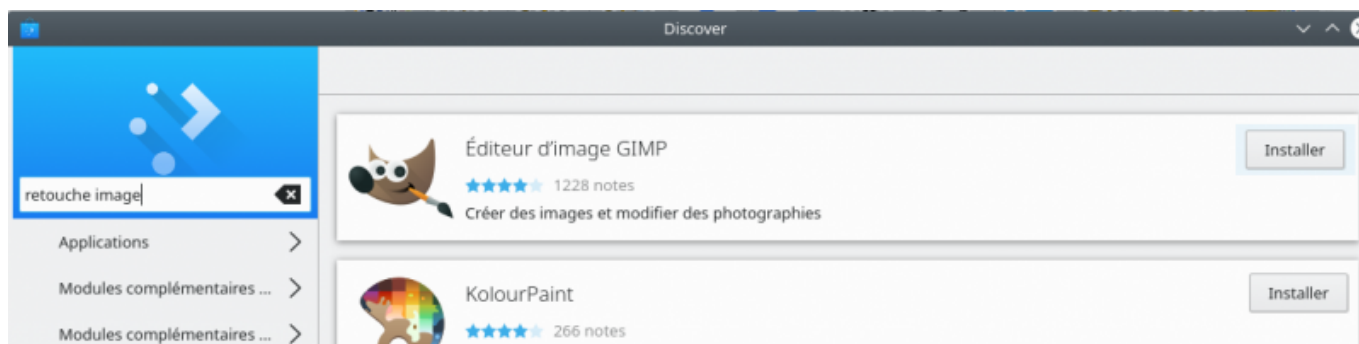 Discover
retouche image
Applications
Modules complémentaires ...
Modules complémentaires ...
Éditeur d'image GIMP
1228 notes
Créer des images et modifier des photographies
Installer
KolourPaint
266 notes
Installer